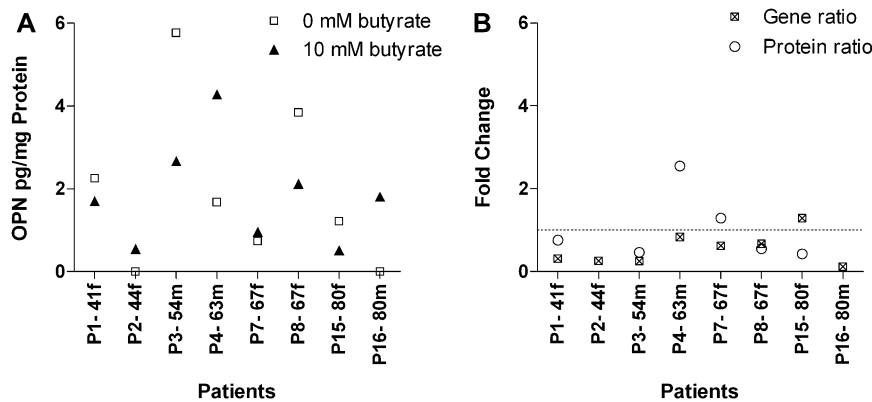 A
0 mM butyrate
10 mM butyrate
OPN pg/mg Protein
6
4
2
0
P1- 41f
P2- 44f
P3- 54m
P4- 63m
P7- 67f
P8- 67f
P15- 80f
P16- 80m
Patients
B
Gene ratio
Protein ratio
Fold Change
6
4
2
0
P1- 41f
P2- 44f
P3- 54m
P4- 63m
P7- 67f
P8- 67f
P15- 80f
P16- 80m
Patients